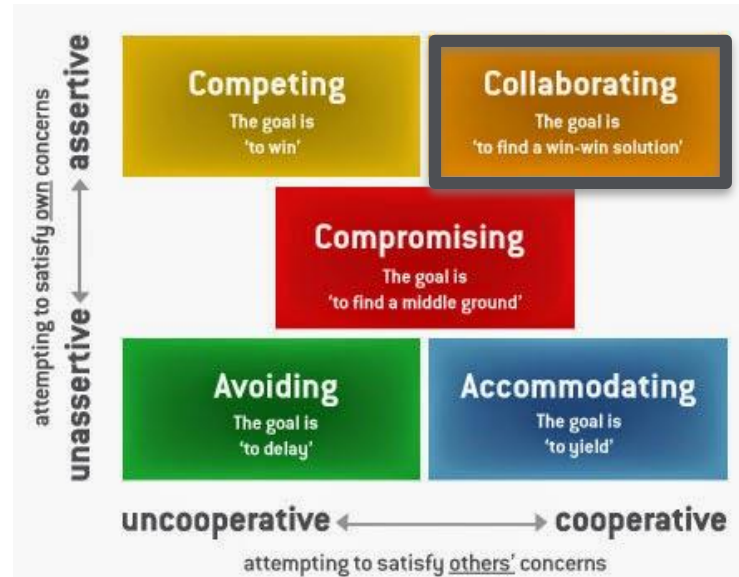 assertive
unassertive
attempting to satisfy own concerns
Competing
The goal is
'to win'
Collaborating
The goal is
'to find a win-win solution'
Compromising
The goal is
'to find a middle ground'
Avoiding
The goal is
'to delay'
Accommodating
The goal is
'to yield'
uncooperative
cooperative
attempting to satisfy others' concerns